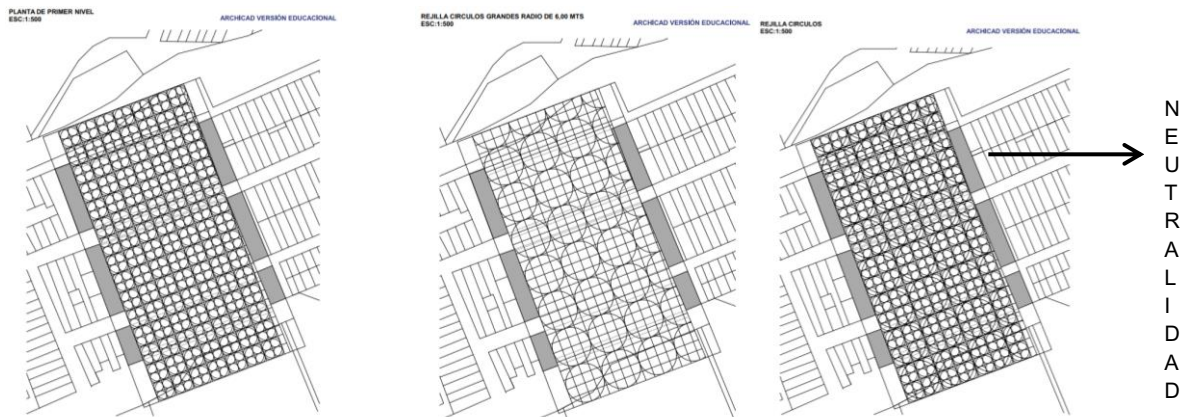 PLANTA DE PRIMER NIVEL
ESC:1:500
ARCHICAD VERSIÓN EDUCACIONAL
REJILLA CIRCULOS GRANDES RADIO DE 6,00 MTS
ESC:1:500
ARCHICAD VERSIÓN EDUCACIONAL
REJILLA CIRCULOS
ESC:1:500
ARCHICAD VERSIÓN EDUCACIONAL
N
E
U
T
R
A
L
I
D
A
D